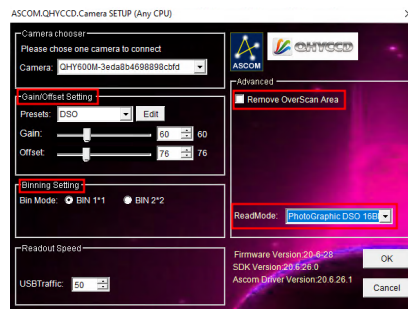 ASCOM.QHYCCD.Camera SETUP (Any CPU)
Camera chooser
Please chose one camera to connect
Camera: QHY600M-3eda8b4698898cbfd
ASCOM
QHYCCD
Gain/Offset Setting
Presets: DSO Edit
Gain: 60 60
Offset: 76 76
Advanced
Remove OverScan Area
Binning Setting
Bin Mode: BIN 1*1 BIN 2*2
ReadMode: PhotoGraphic DSO 16BI
Readout Speed
USBTraffic: 50
Firmware Version:20-6-28
SDK Version:20.6.26.0
Ascom Driver Version:20.6.26.1
OK
Cancel